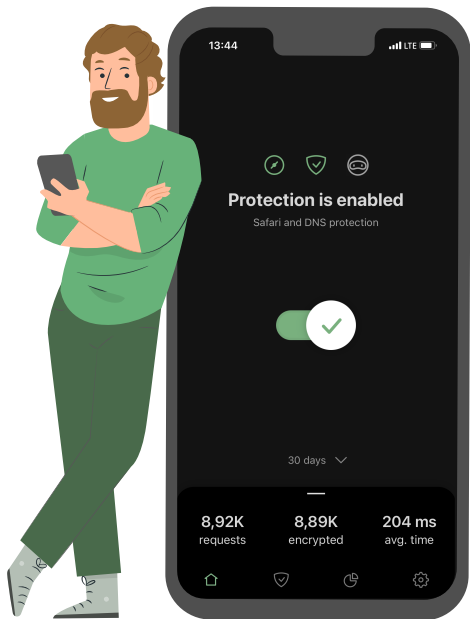 13:44 LTE
Protection is enabled
Safari and DNS protection
30 days
8,92K 8,89K 204 ms
requests encrypted avg. time